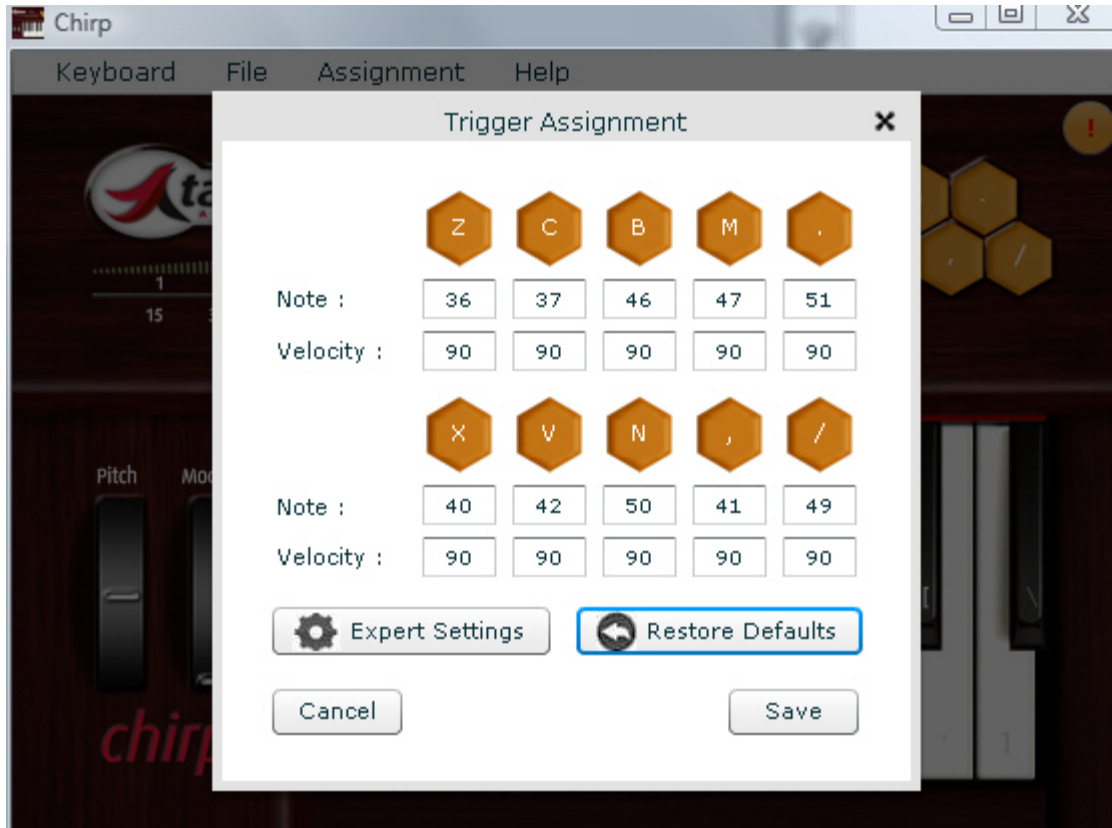 Chirp
Keyboard File Assignment Help
Trigger Assignment
!
Z C B M .
Note : 36 37 46 47 51
1
15
Velocity : 90 90 90 90 90
X V N , /
, /
Pitch
Note : 40 42 50 41 49
Velocity : 90 90 90 90 90
[ \
Expert Settings Restore Defaults
Cancel Save
chirp
' ]